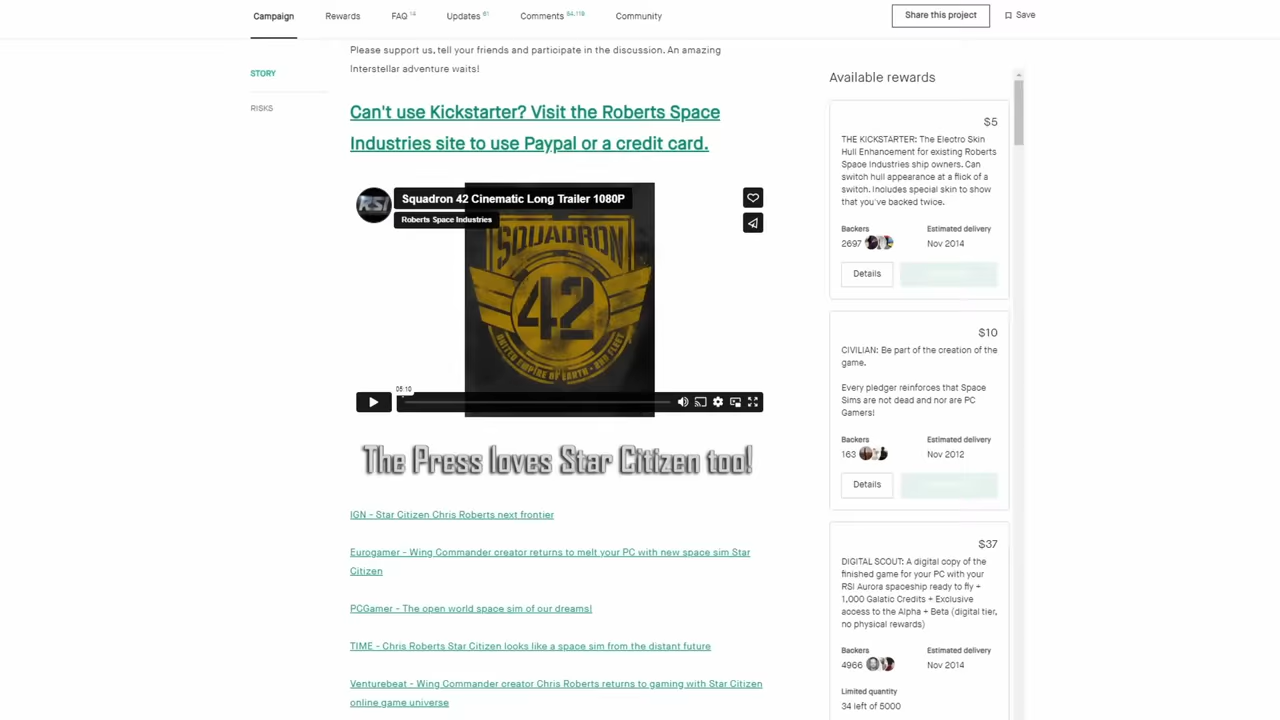 Campaign
Rewards
FAQ 14
Updates 61
Comments 64,119
Community
Share this project
Save
STORY
RISKS
Please support us, tell your friends and participate in the discussion. An amazing
Interstellar adventure waits!
Can't use Kickstarter? Visit the Roberts Space
Industries site to use Paypal or a credit card.
RSI
Squadron 42 Cinematic Long Trailer 1080P
Roberts Space Industries
SQUADRON
42
UNITED EMPIRE OF EARTH
05:10
The Press loves Star Citizen too!
IGN - Star Citizen Chris Roberts next frontier
Eurogamer - Wing Commander creator returns to melt your PC with new space sim Star
Citizen
PCGamer - The open world space sim of our dreams!
TIME - Chris Roberts Star Citizen looks like a space sim from the distant future
Venturebeat - Wing Commander creator Chris Roberts returns to gaming with Star Citizen
online game universe
Available rewards
$5
THE KICKSTARTER: The Electro Skin
Hull Enhancement for existing Roberts
Space Industries ship owners. Can
switch hull appearance at a flick of a
switch. Includes special skin to show
that you've backed twice.
Backers
Estimated delivery
2697
Nov 2014
Details
$10
CIVILIAN: Be part of the creation of the
game.
Every pledger reinforces that Space
Sims are not dead and nor are PC
Gamers!
Backers
Estimated delivery
163
Nov 2012
Details
$37
DIGITAL SCOUT: A digital copy of the
finished game for your PC with your
RSI Aurora spaceship ready to fly +
1,000 Galatic Credits + Exclusive
access to the Alpha + Beta (digital tier,
no physical rewards)
Backers
Estimated delivery
4966
Nov 2014
Limited quantity
34 left of 5000